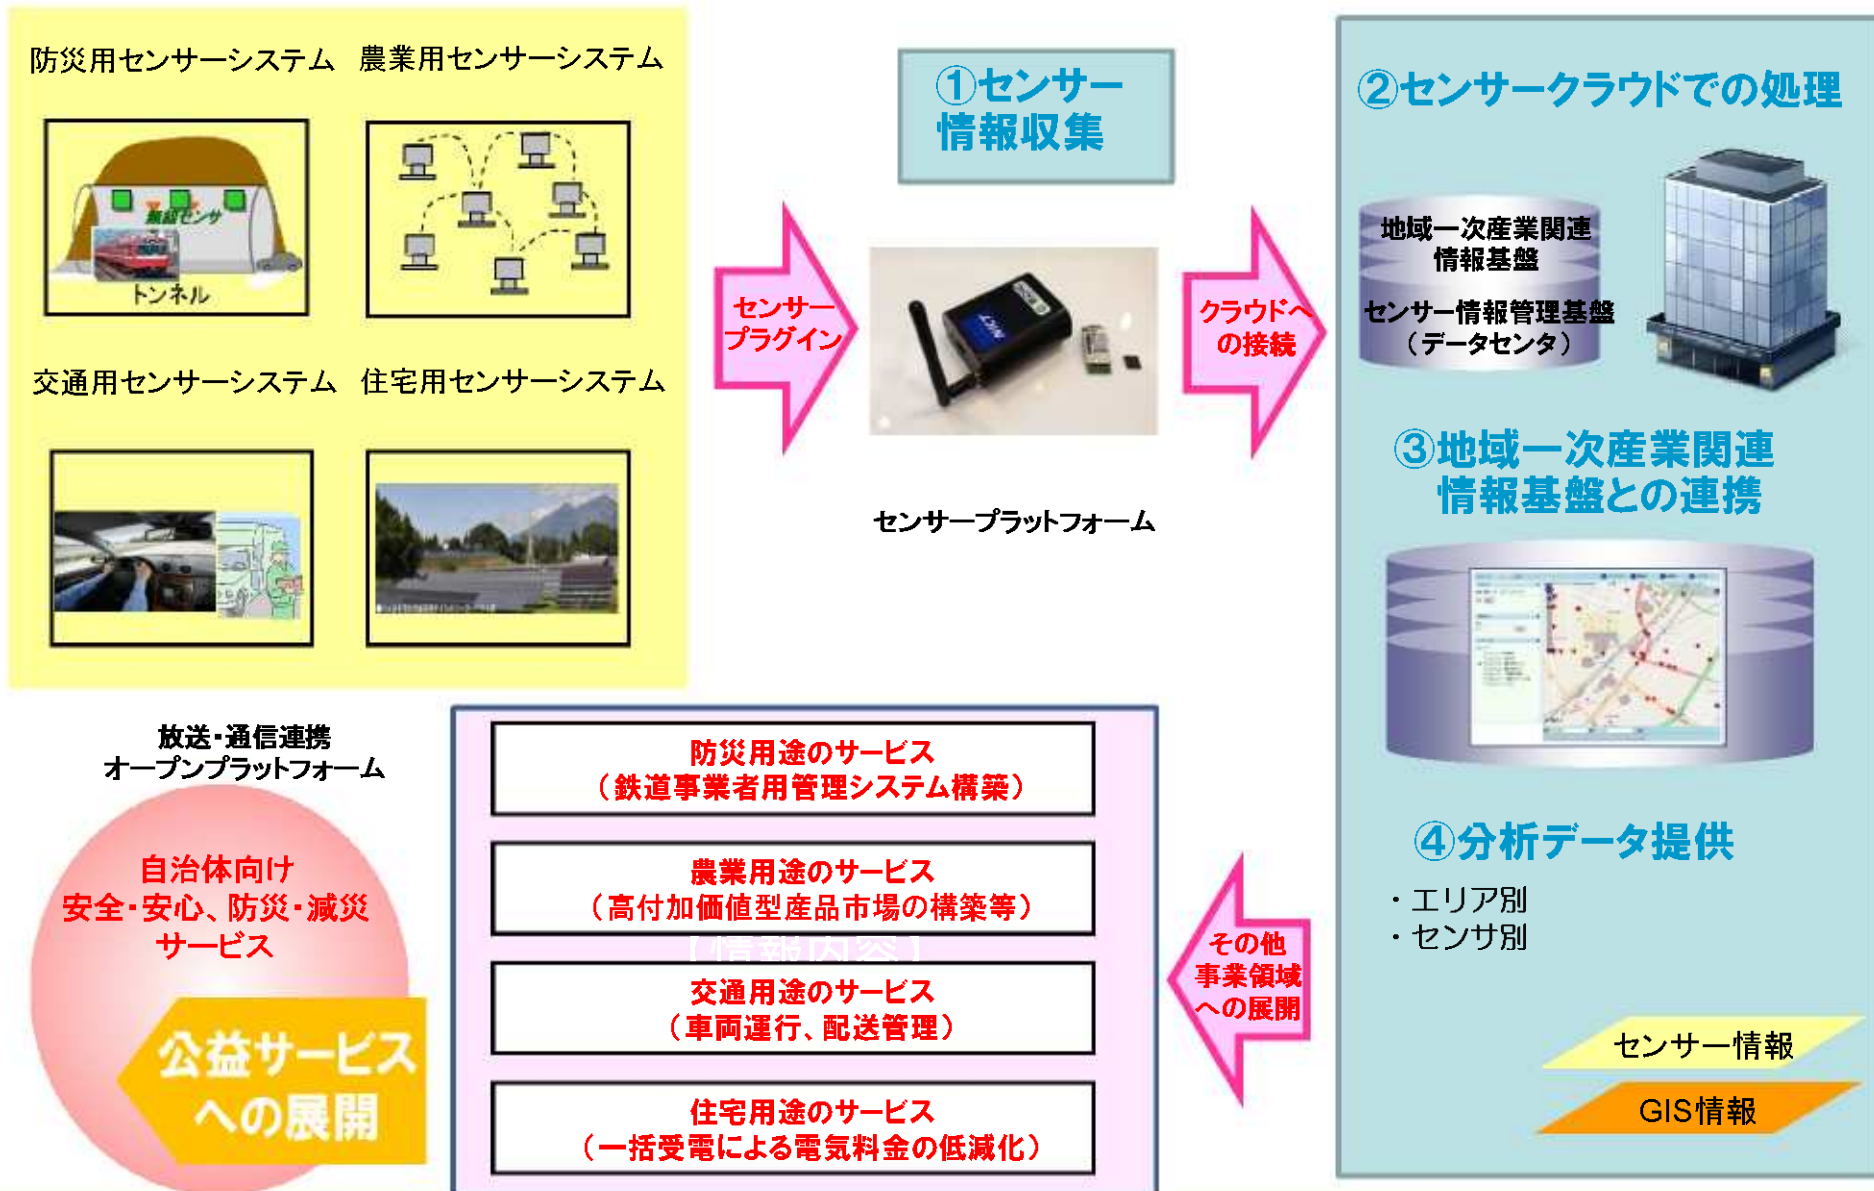 防災用センサーシステム
農業用センサーシステム
無線センサ
トンネル
交通用センサーシステム
住宅用センサーシステム
センサー
プラグイン
①センサー
情報収集
NICT
センサープラットフォーム
クラウドへ
の接続
②センサークラウドでの処理
地域一次産業関連
情報基盤
センサー情報管理基盤
（データセンタ）
③地域一次産業関連
情報基盤との連携
④分析データ提供
・エリア別
・センサ別
センサー情報
GIS情報
その他
事業領域
への展開
防災用途のサービス
（鉄道事業者用管理システム構築）
農業用途のサービス
（高付加価値型産品市場の構築等）
【情報内容】
交通用途のサービス
（車両運行、配送管理）
住宅用途のサービス
（一括受電による電気料金の低減化）
放送・通信連携
オープンプラットフォーム
自治体向け
安全・安心、防災・減災
サービス
公益サービス
への展開